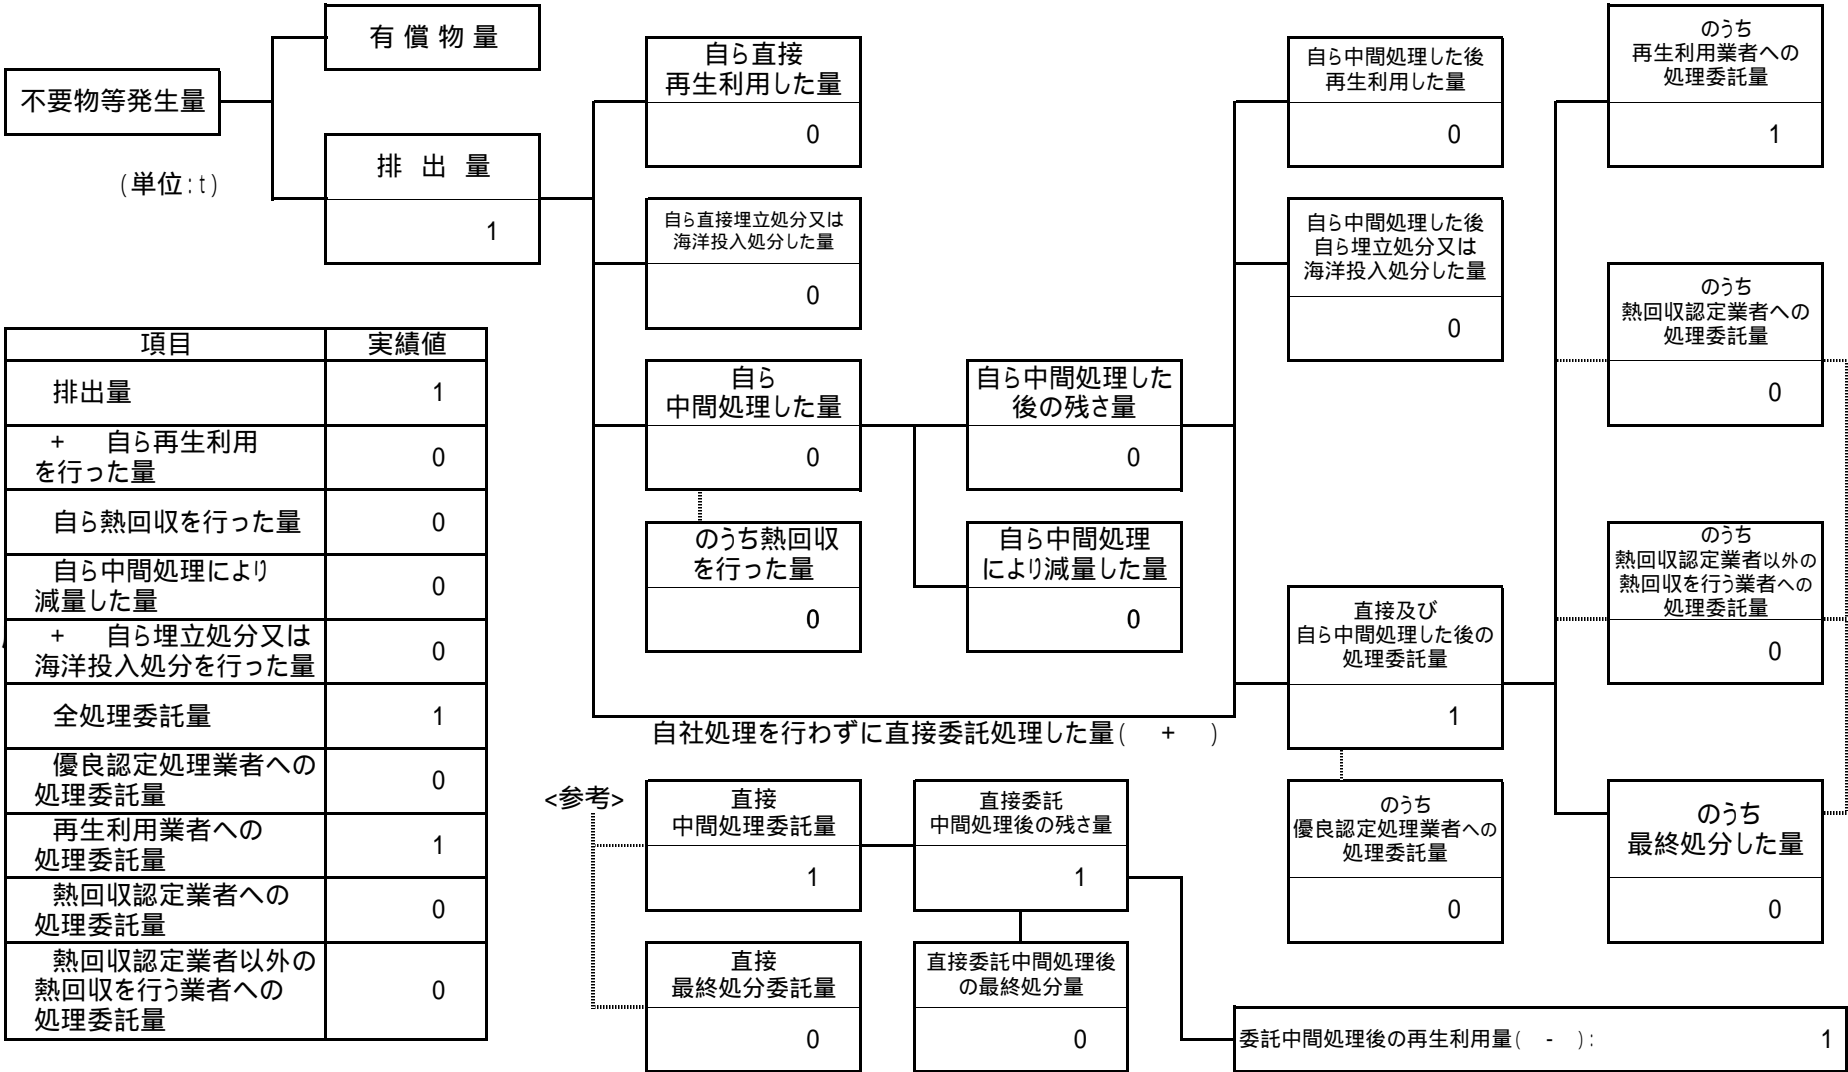 有償物量
不要物等発生量
(単位:t)
排出量
1
自ら直接
再生利用した量
0
自ら直接埋立処分又は
海洋投入処分した量
0
自ら
中間処理した量
0
のうち熱回収
を行った量
0
自ら中間処理した
後の残さ量
0
自ら中間処理
により減量した量
0
自ら中間処理した後
再生利用した量
0
自ら中間処理した後
自ら埋立処分又は
海洋投入処分した量
0
直接及び
自ら中間処理した後の
処理委託量
1
のうち
優良認定処理業者への
処理委託量
0
のうち
再生利用業者への
処理委託量
1
のうち
熱回収認定業者への
処理委託量
0
のうち
熱回収認定業者以外の
熱回収を行う業者への
処理委託量
0
のうち
最終処分した量
0
自社処理を行わずに直接委託処理した量( + )
<参考>
直接
中間処理委託量
1
直接委託
中間処理後の残さ量
1
直接
最終処分委託量
0
直接委託中間処理後
の最終処分量
0
委託中間処理後の再生利用量( - ): 1
項目 実績値
排出量 1
+ 自ら再生利用
を行った量 0
自ら熱回収を行った量 0
自ら中間処理により
減量した量 0
+ 自ら埋立処分又は
海洋投入処分を行った量 0
全処理委託量 1
優良認定処理業者への
処理委託量 0
再生利用業者への
処理委託量 1
熱回収認定業者への
処理委託量 0
熱回収認定業者以外の
熱回収を行う業者への 0
処理委託量